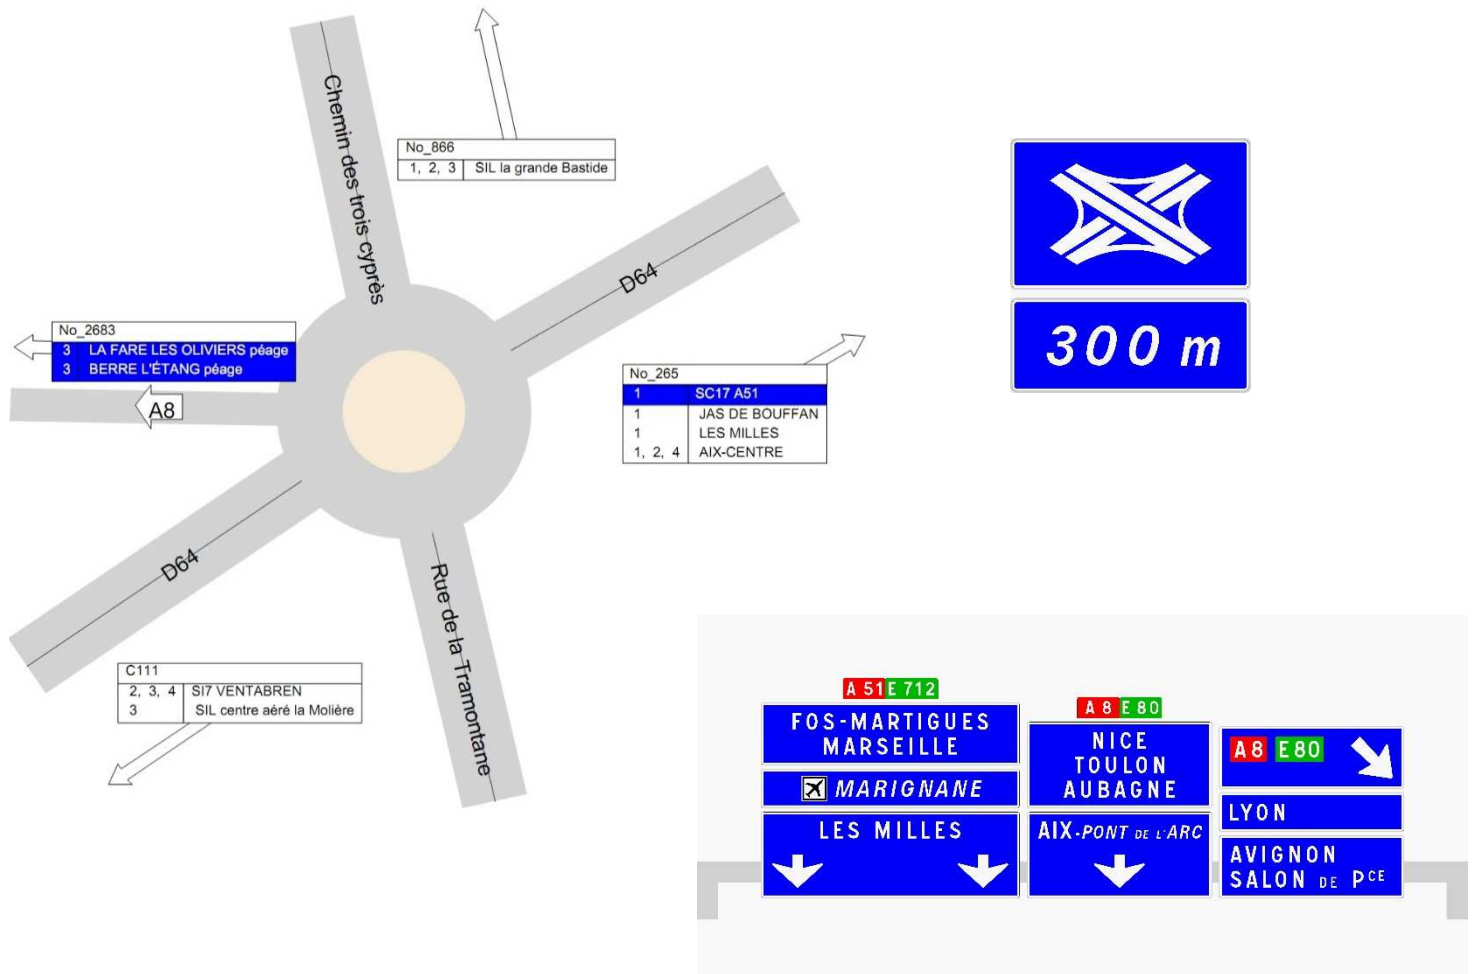 Chemin des trois cyprès
No_866
1, 2, 3 SIL la grande Bastide
D64
No_2683
3 LA FARE LES OLIVIERS péage
3 BERRE L'ÉTANG péage
A8
No_265
1 SC17 A51
1 JAS DE BOUFFAN
1 LES MILLES
1, 2, 4 AIX-CENTRE
D64
Rue de la Tramontane
C111
2, 3, 4 SI7 VENTABREN
3 SIL centre aéré la Molière
300 m
A 51 E 712
FOS-MARTIGUES
MARSEILLE
MARIGNANE
LES MILLES
A 8 E 80
NICE
TOULON
AUBAGNE
AIX-PONT DE L'ARC
A8 E80
LYON
AVIGNON
SALON DE PCE